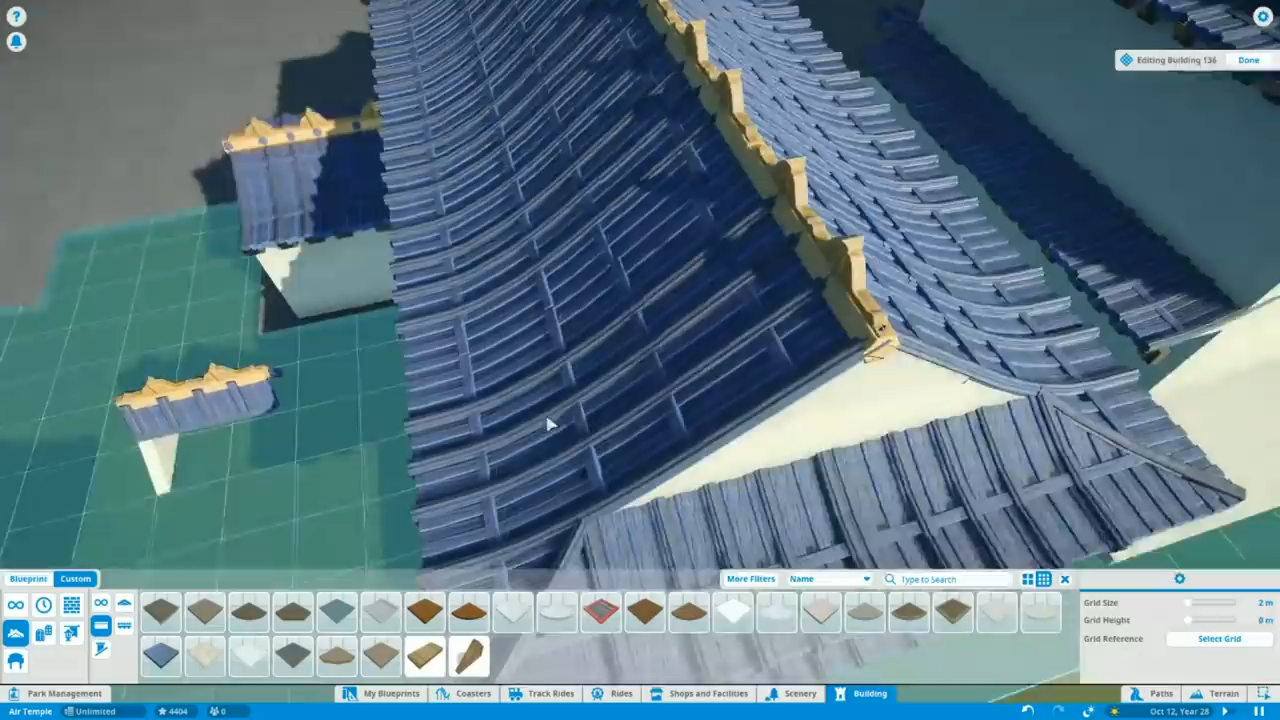 ?
Editing Building 136 Done
Blueprint Custom
More Filters Name Type to Search
Grid Size 2 m
Grid Height 0 m
Grid Reference Select Grid
Park Management My Blueprints Coasters Track Rides Rides Shops and Facilities Scenery Building Paths Terrain
Air Temple Unlimited 4404 0 Oct 12, Year 28